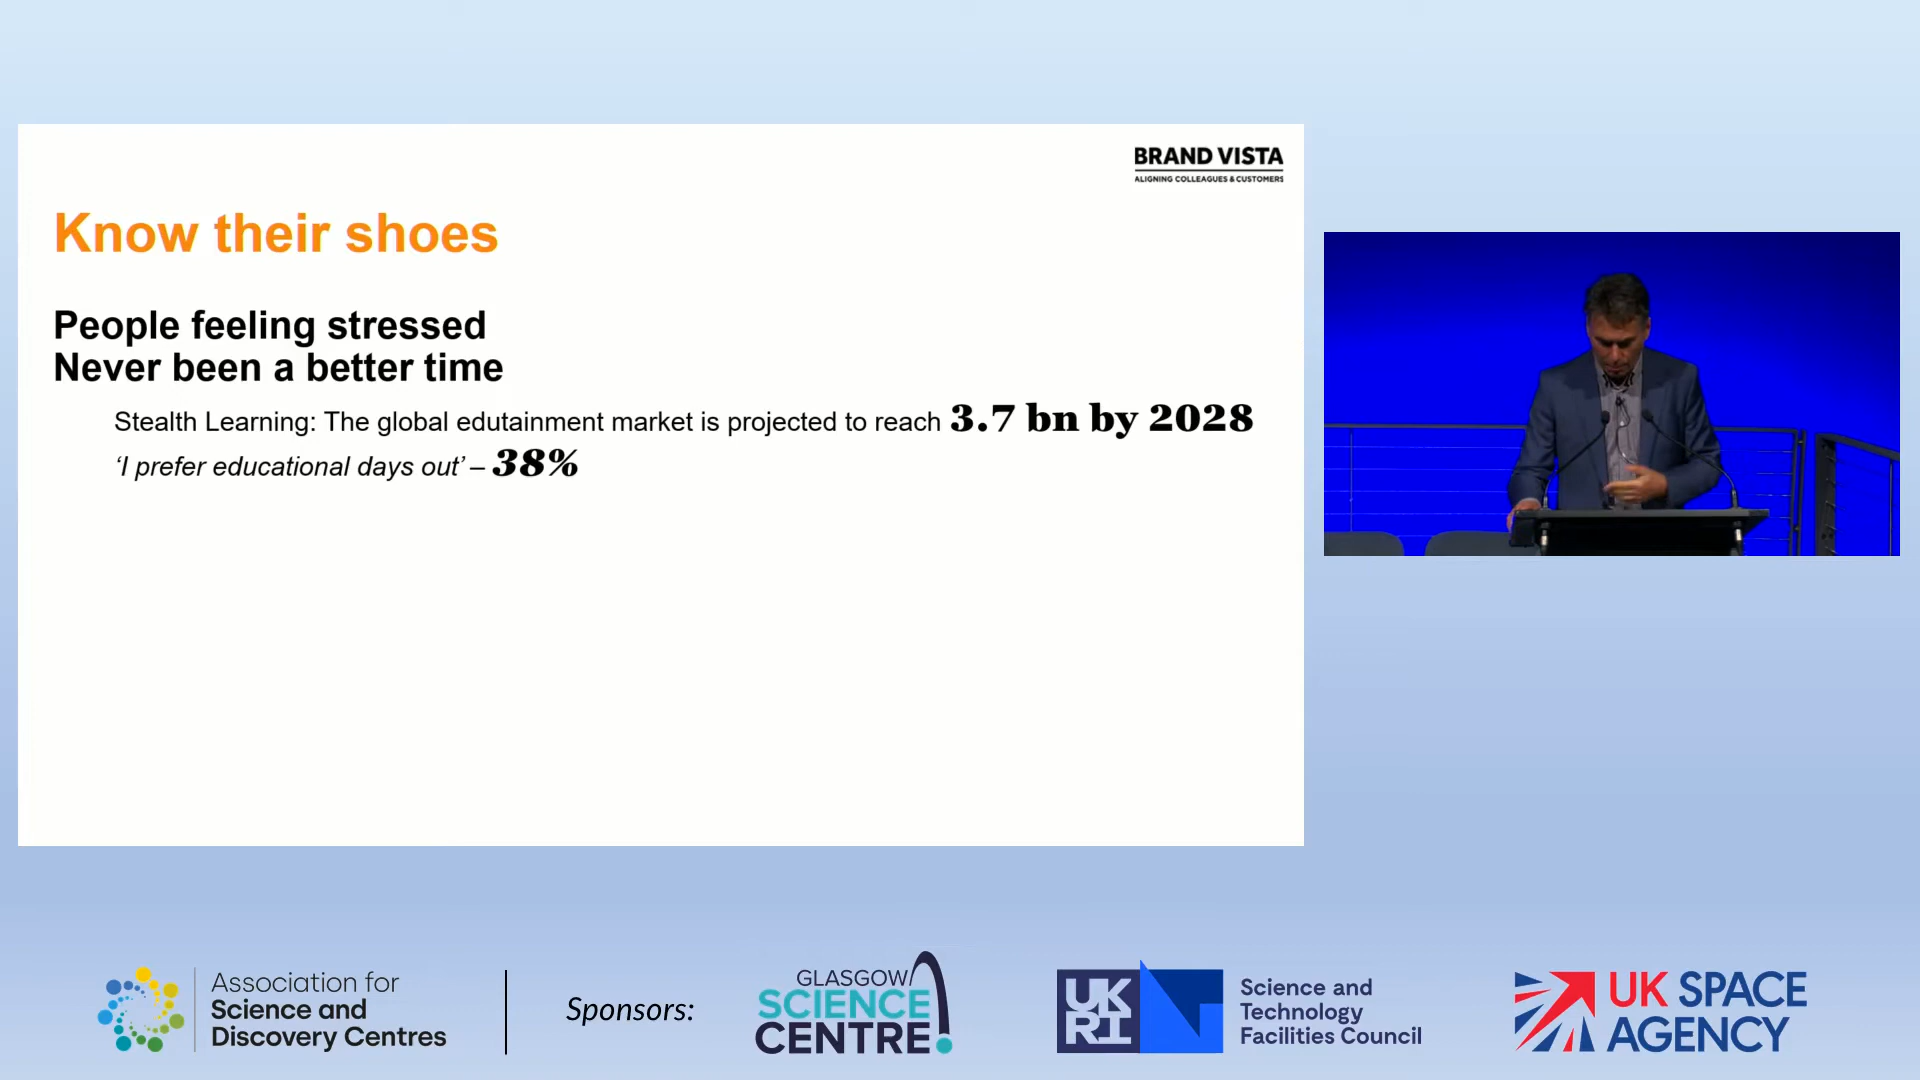 BRAND VISTA
ALIGNING COLLEAGUES & CUSTOMERS
Know their shoes
People feeling stressed
Never been a better time
Stealth Learning: The global edutainment market is projected to reach 3.7 bn by 2028
‘I prefer educational days out’ – 38%
Association for
Science and
Discovery Centres
Sponsors:
GLASGOW
SCIENCE
CENTRE
UK
RI
Science and
Technology
Facilities Council
UK SPACE
AGENCY